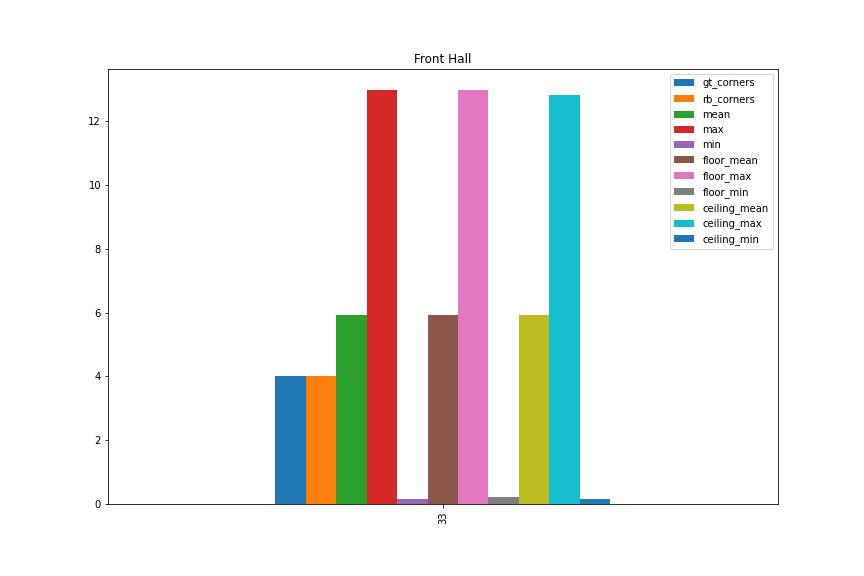 Front Hall
gt_corners
rb_corners
mean
max
min
floor_mean
floor_max
floor_min
ceiling_mean
ceiling_max
ceiling_min
12
10
8
6
4
2
0
33